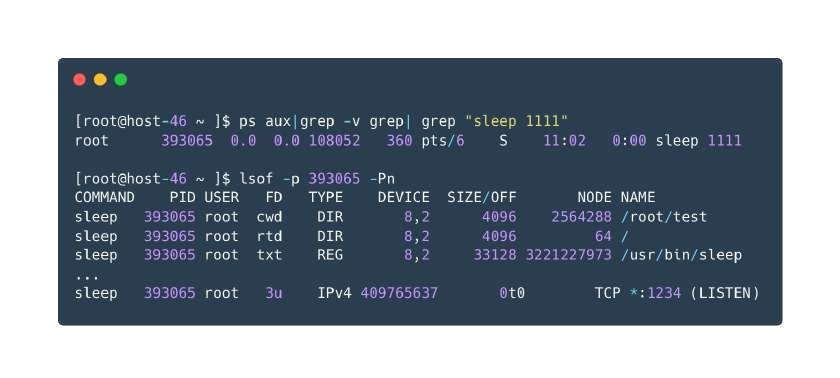 [root@host-46 ~ ]$ ps aux|grep -v grep| grep "sleep 1111"
root      393065  0.0  0.0 108052   360 pts/6    S    11:02   0:00 sleep 1111
[root@host-46 ~ ]$ lsof -p 393065 -Pn
COMMAND    PID USER   FD   TYPE    DEVICE  SIZE/OFF       NODE NAME
sleep   393065 root  cwd    DIR       8,2      4096    2564288 /root/test
sleep   393065 root  rtd    DIR       8,2      4096         64 /
sleep   393065 root  txt    REG       8,2     33128 3221227973 /usr/bin/sleep
...
sleep   393065 root   3u    IPv4 409765637       0t0        TCP *:1234 (LISTEN)